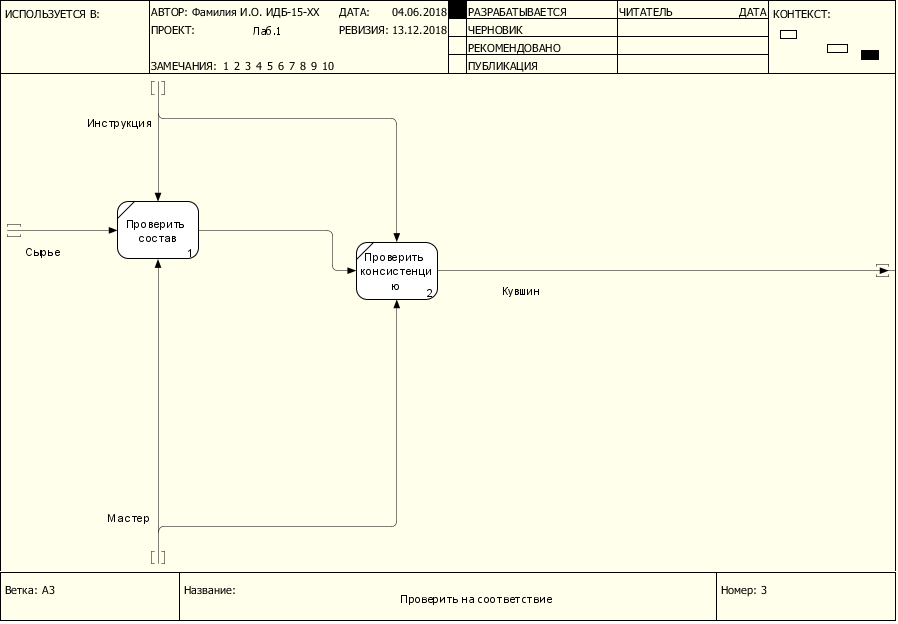 ИСПОЛЬЗУЕТСЯ В:
АВТОР: Фамилия И.О. ИДБ-15-ХХ
ДАТА: 04.06.2018
ПРОЕКТ: Лаб.1
РЕВИЗИЯ: 13.12.2018
ЗАМЕЧАНИЯ: 1 2 3 4 5 6 7 8 9 10
РАЗРАБАТЫВАЕТСЯ
ЧЕРНОВИК
РЕКОМЕНДОВАНО
ПУБЛИКАЦИЯ
ЧИТАТЕЛЬ
ДАТА
КОНТЕКСТ:
Инструкция
Проверить
состав
1
Сырье
Проверить
консистенци
ю
2
Кувшин
Мастер
Ветка: А3
Название:
Проверить на соответствие
Номер: 3